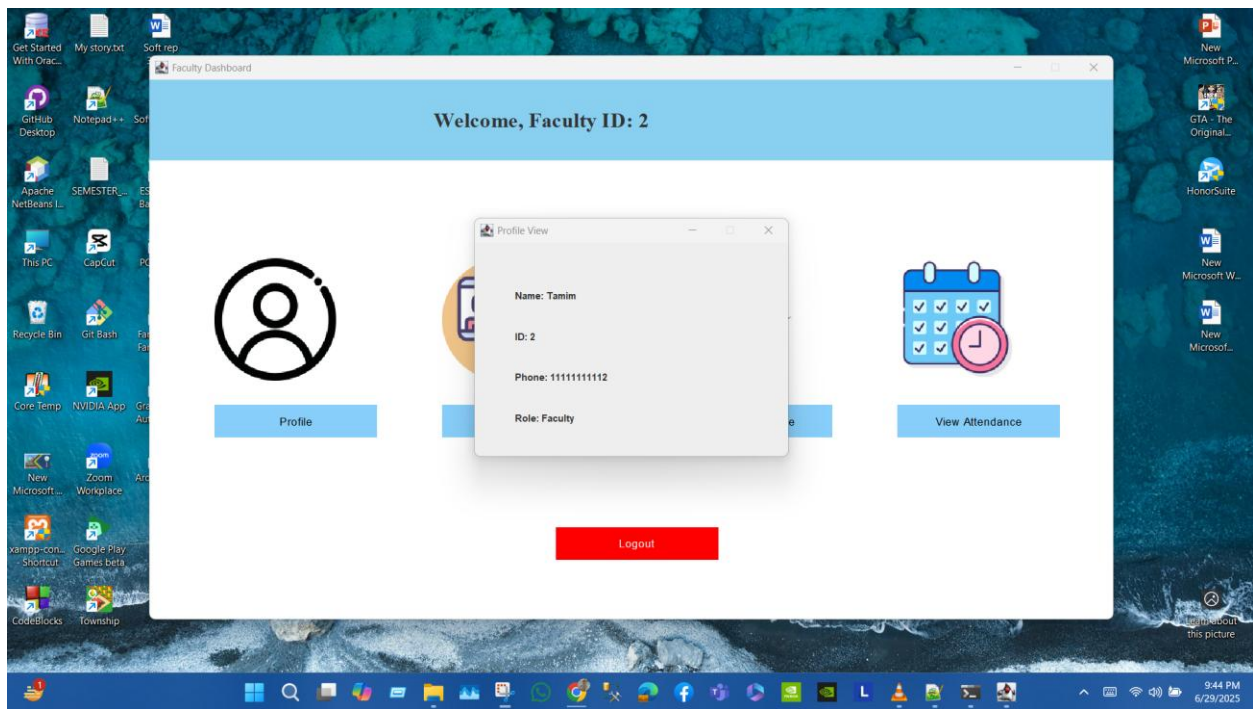 Get Started
With Orac...
My story.txt
Soft rep
GitHub
Desktop
Notepad++
Apache
NetBeans I...
SEMESTER_...
This PC
CapCut
Recycle Bin
Git Bash
Core Temp
NVIDIA App
New
Microsoft ...
Zoom
Workplace
xampp-con...
- Shortcut
Google Play
Games beta
CodeBlocks
Township
Faculty Dashboard
Welcome, Faculty ID: 2
Profile View
Name: Tamim
ID: 2
Phone: 11111111112
Role: Faculty
Profile
View Attendance
Logout
New
Microsoft P...
GTA - The
Original...
HonorSuite
New
Microsoft W...
New
Microsof...
Learn about
this picture
9:44 PM
6/29/2025